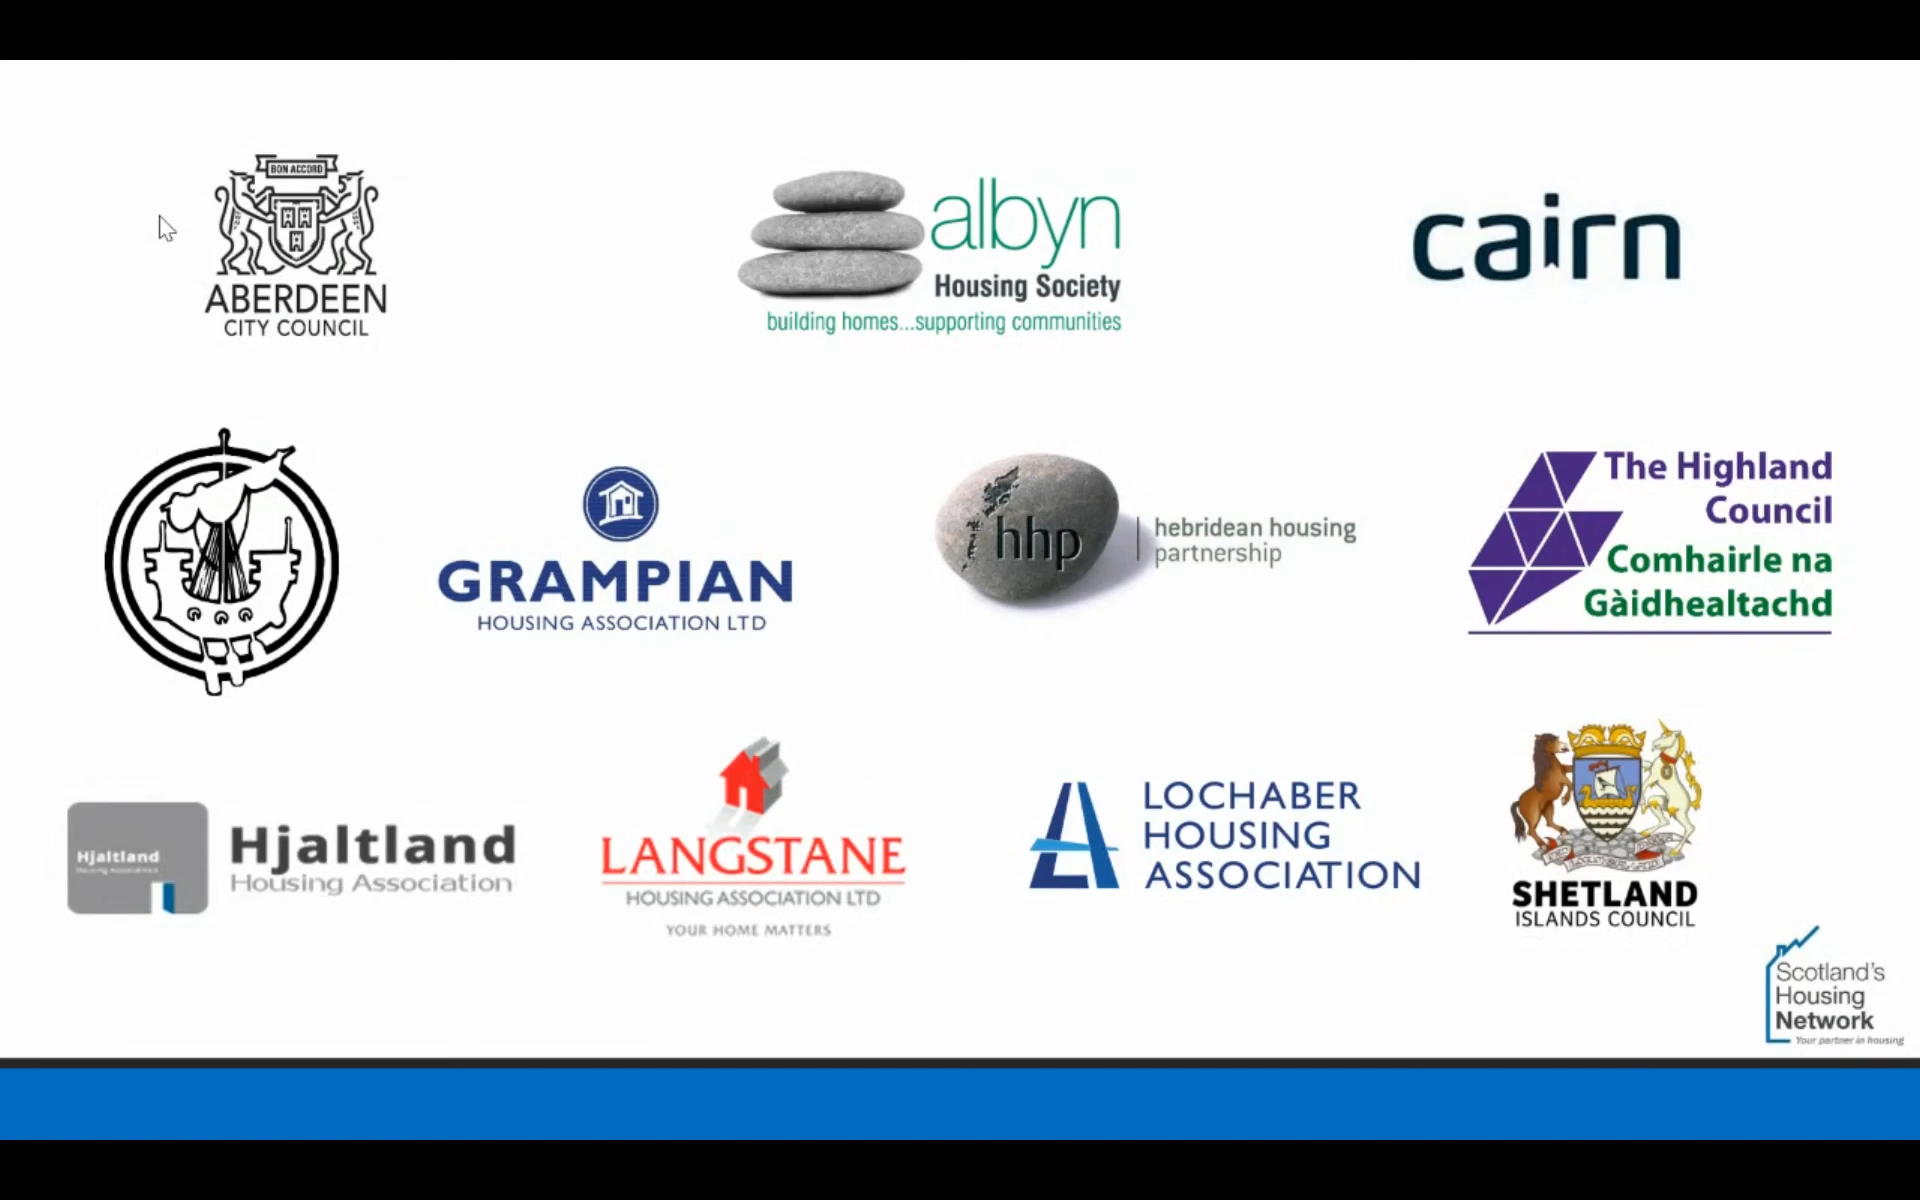 BON ACCORD
ABERDEEN
CITY COUNCIL
albyn
Housing Society
building homes...supporting communities
cairn
GRAMPIAN
HOUSING ASSOCIATION LTD
hhp
hebridean housing
partnership
The Highland
Council
Comhairle na
Gàidhealtachd
Hjaltland
Housing Association
Hjaltland
Housing Association
LANGSTANE
HOUSING ASSOCIATION LTD
YOUR HOME MATTERS
LOCHABER
HOUSING
ASSOCIATION
SHETLAND
ISLANDS COUNCIL
Scotland's
Housing
Network
Your partner in housing